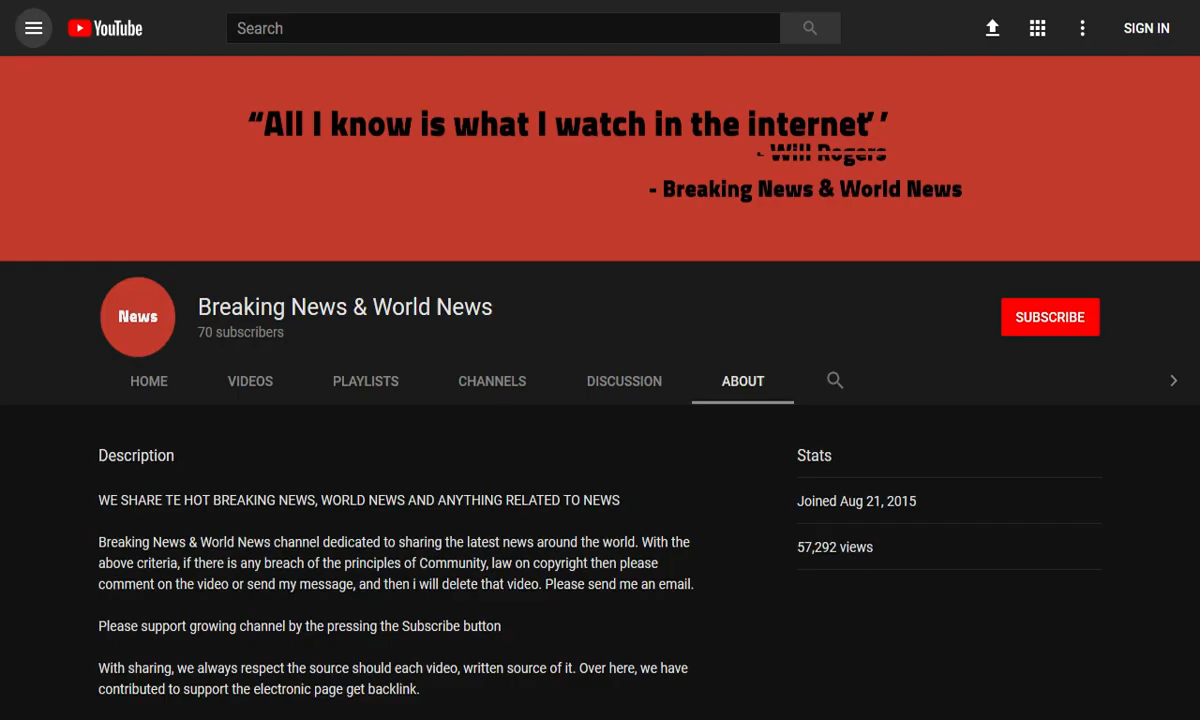 YouTube
Search
SIGN IN
“All I know is what I watch in the internet’’
- Will Rogers
- Breaking News & World News
News
Breaking News & World News
70 subscribers
SUBSCRIBE
HOME VIDEOS PLAYLISTS CHANNELS DISCUSSION ABOUT
Description
WE SHARE TE HOT BREAKING NEWS, WORLD NEWS AND ANYTHING RELATED TO NEWS
Breaking News & World News channel dedicated to sharing the latest news around the world. With the
above criteria, if there is any breach of the principles of Community, law on copyright then please
comment on the video or send my message, and then i will delete that video. Please send me an email.
Please support growing channel by the pressing the Subscribe button
With sharing, we always respect the source should each video, written source of it. Over here, we have
contributed to support the electronic page get backlink.
Stats
Joined Aug 21, 2015
57,292 views